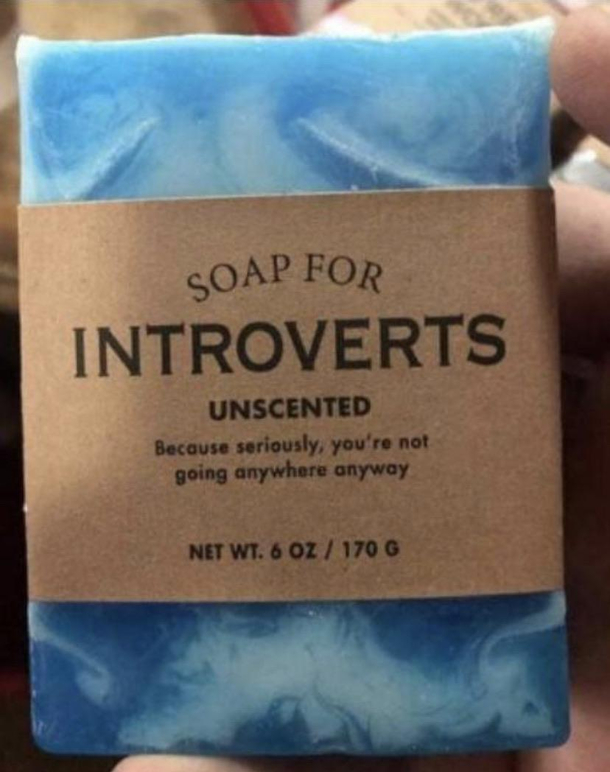 SOAP FOR
INTROVERTS
UNSCENTED
Because seriously, you're not
going anywhere anyway
NET WT. 6 OZ / 170 G